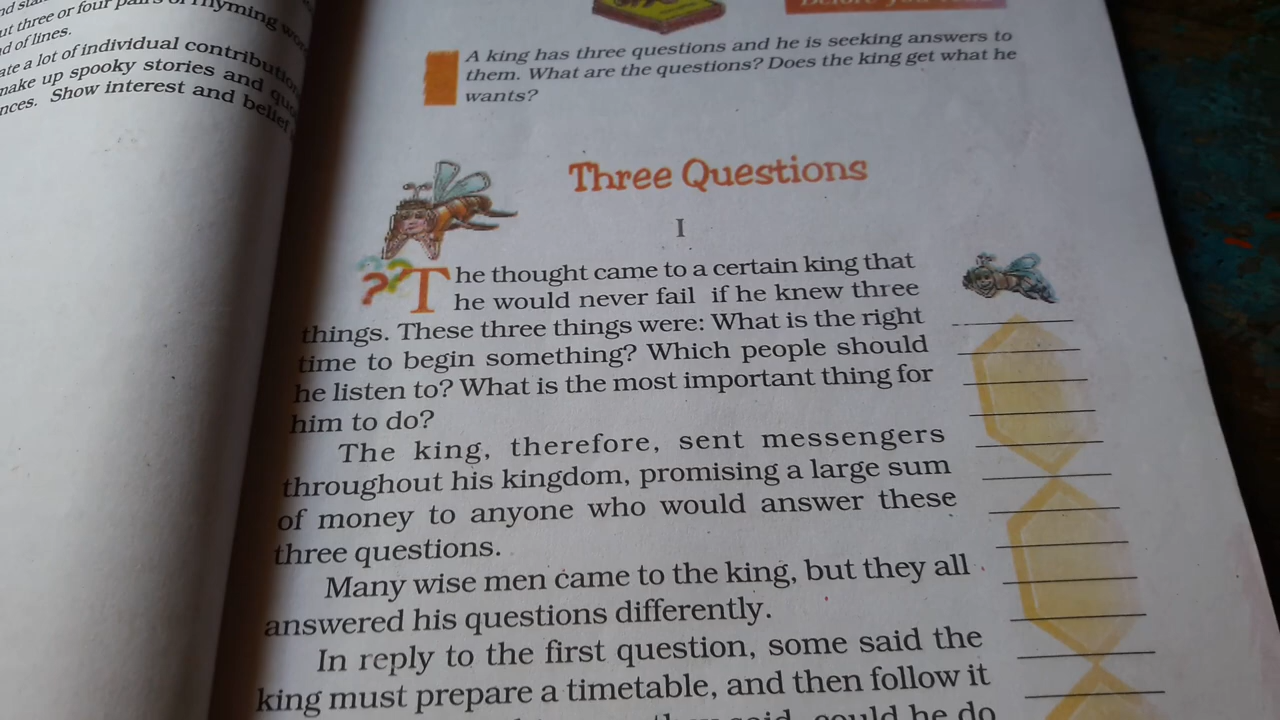 ut three or four pairs of rhyming wor
d of lines.
ate a lot of individual contribution
make up spooky stories and
nces. Show interest and belief
A king has three questions and he is seeking answers to
them. What are the questions? Does the king get what he
wants?
Three Questions
I
The thought came to a certain king that
he would never fail if he knew three
things. These three things were: What is the right
time to begin something? Which people should
he listen to? What is the most important thing for
him to do?
The king, therefore, sent messengers
throughout his kingdom, promising a large sum
of money to anyone who would answer these
three questions.
Many wise men came to the king, but they all
answered his questions differently.
In reply to the first question, some said the
king must prepare a timetable, and then follow it
they said, could he do